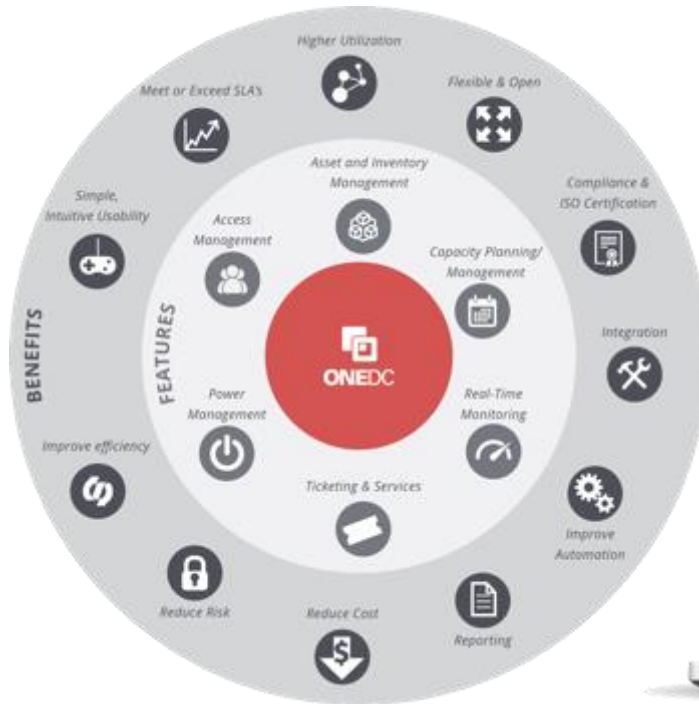 Higher Utilization
Meet or Exceed SLA's
Flexible & Open
Asset and Inventory
Management
Simple,
Intuitive Usability
Compliance &
ISO Certification
Access
Management
Capacity Planning/
Management
BENEFITS
FEATURES
ONEDC
Integration
Power
Management
Real-Time
Monitoring
Improve efficiency
Ticketing & Services
Improve
Automation
Reduce Risk
Reduce Cost
$
Reporting